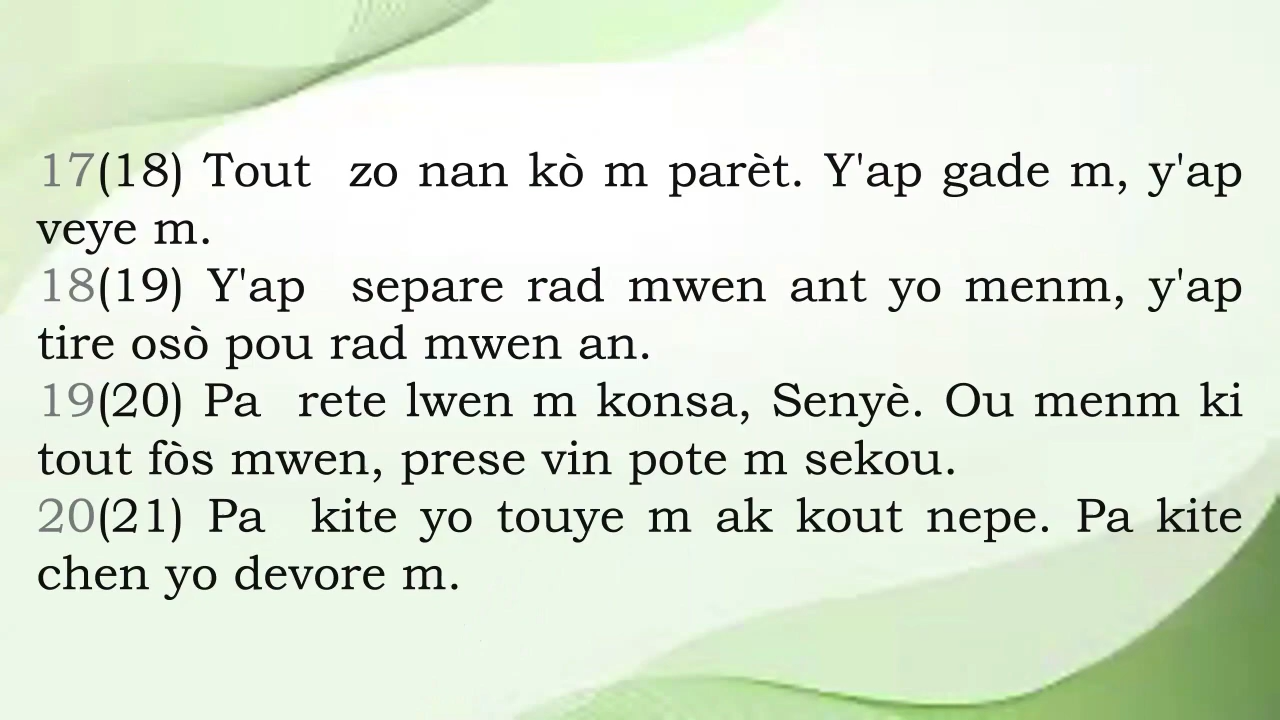 17(18) Tout zo nan kò m parèt. Y'ap gade m, y'ap
veye m.
18(19) Y'ap separe rad mwen ant yo menm, y'ap
tire osò pou rad mwen an.
19(20) Pa rete lwen m konsa, Senyè. Ou menm ki
tout fòs mwen, prese vin pote m sekou.
20(21) Pa kite yo touye m ak kout nepe. Pa kite
chen yo devore m.